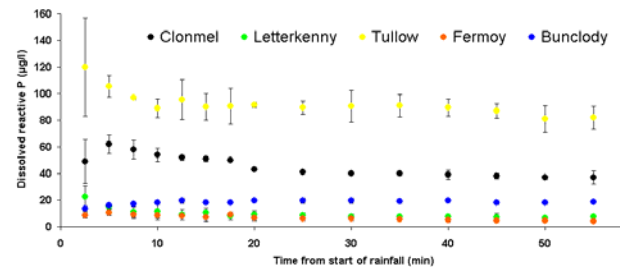 160
140
120
100
80
60
40
20
0
Dissolved reactive P (µg/l)
Clonmel Letterkenny Tullow Fermoy Bunclody
0 10 20 30 40 50
Time from start of rainfall (min)